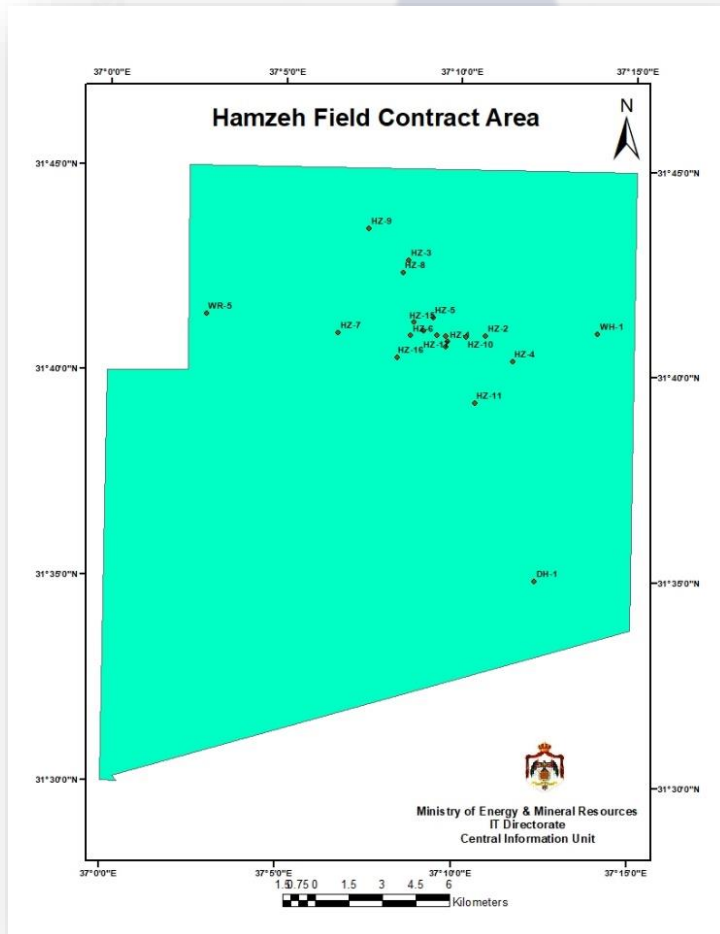 37°0'0"E 37°5'0"E 37°10'0"E 37°15'0"E
Hamzeh Field Contract Area
N
31°45'0"N
31°45'0"N
HZ-9
HZ-3
HZ-8
WR-5
HZ-5
HZ-15
HZ-7
HZ-6
HZ-2
WH-1
HZ-10
HZ-16
HZ-4
31°40'0"N
31°40'0"N
HZ-11
31°35'0"N
DH-1
31°35'0"N
31°30'0"N
31°30'0"N
Ministry of Energy & Mineral Resources
IT Directorate
Central Information Unit
37°0'0"E 37°5'0"E 37°10'0"E 37°15'0"E
1.5 0.75 0 1.5 3 4.5 6
Kilometers